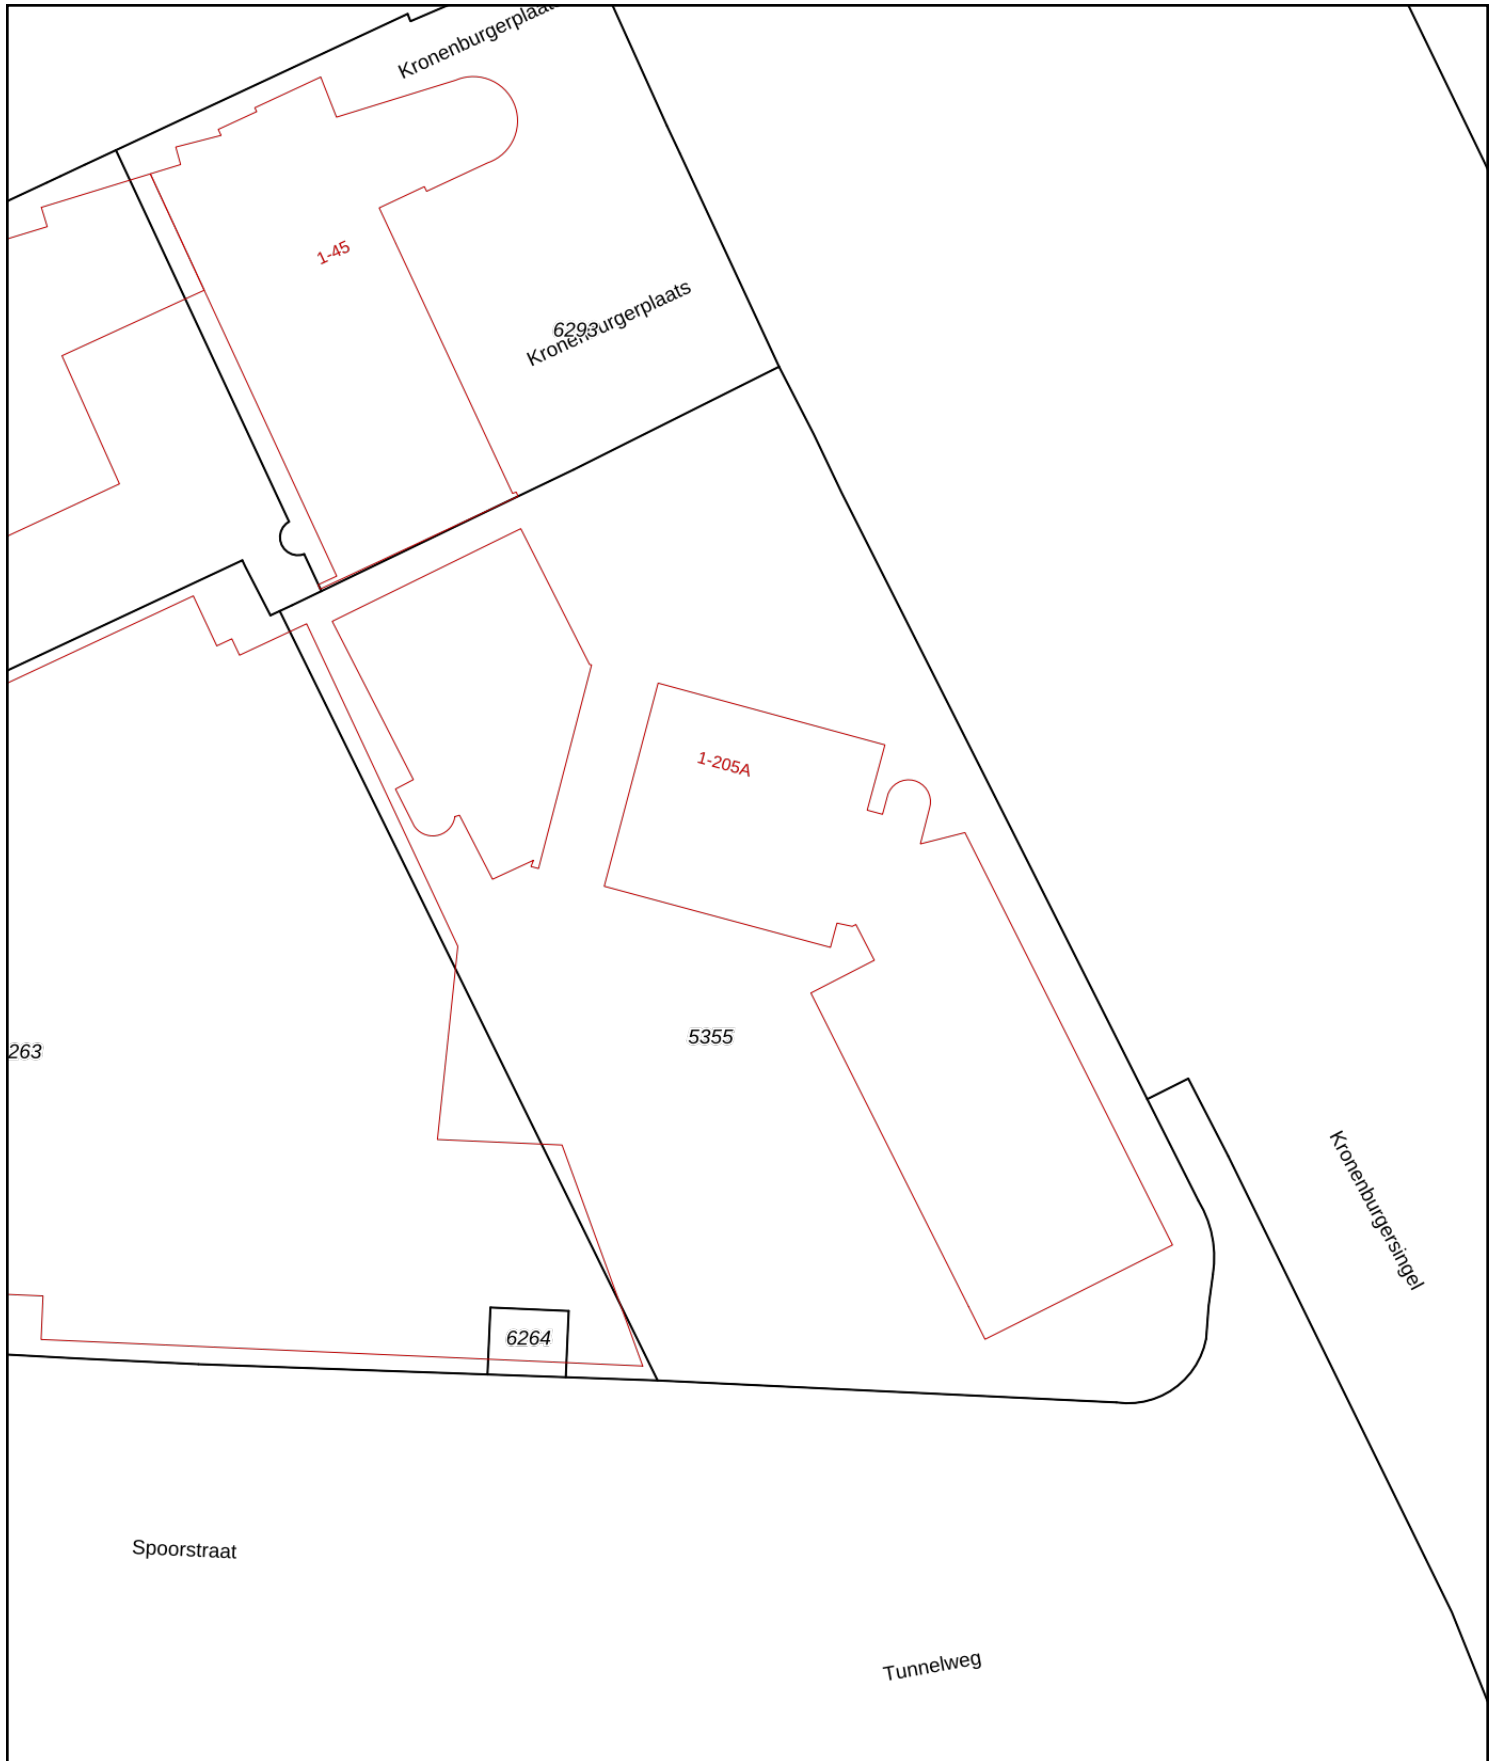 Kronenburgerplaats
1-45
6293
Kronenburgerplaats
1-205A
5355
263
Kronenburgersingel
6264
Spoorstraat
Tunnelweg